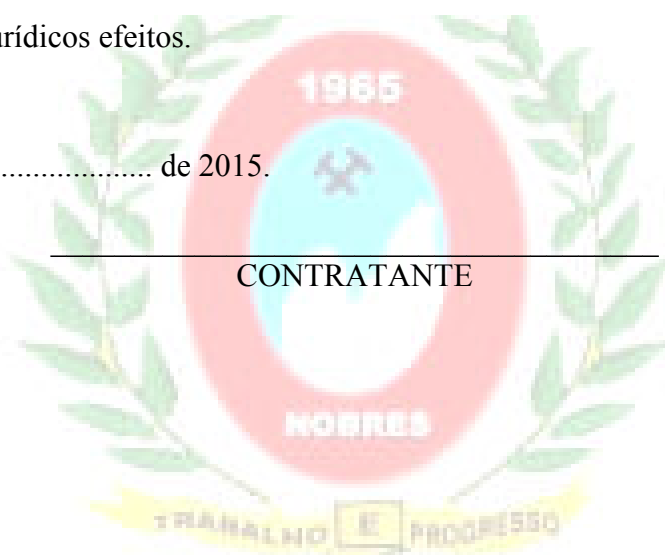 urídicos efeitos.
1965
.................. de 2015.
CONTRATANTE
NOBRES
TRABALHO E PROGRESSO